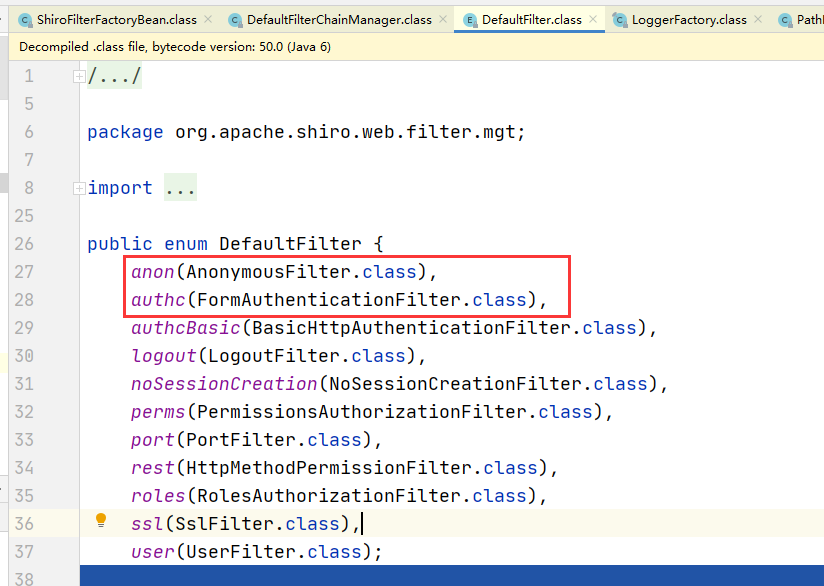 ShiroFilterFactoryBean.class DefaultFilterChainManager.class DefaultFilter.class LoggerFactory.class Path
Decompiled .class file, bytecode version: 50.0 (Java 6)
1 /.../
5
6 package org.apache.shiro.web.filter.mgt;
7
8 import ...
25
26 public enum DefaultFilter {
27 anon(AnonymousFilter.class),
28 authc(FormAuthenticationFilter.class),
29 authcBasic(BasicHttpAuthenticationFilter.class),
30 logout(LogoutFilter.class),
31 noSessionCreation(NoSessionCreationFilter.class),
32 perms(PermissionsAuthorizationFilter.class),
33 port(PortFilter.class),
34 rest(HttpMethodPermissionFilter.class),
35 roles(RolesAuthorizationFilter.class),
36 ssl(SslFilter.class),
37 user(UserFilter.class);
38